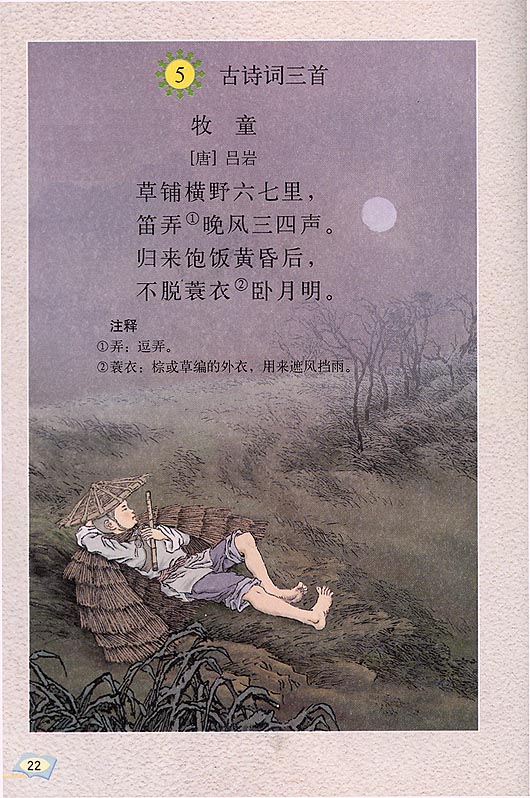 5 古诗词三首
牧 童
[唐] 吕岩
草铺横野六七里，
笛弄①晚风三四声。
归来饱饭黄昏后，
不脱蓑衣②卧月明。
注释
①弄：逗弄。
②蓑衣：棕或草编的外衣，用来遮风挡雨。
22